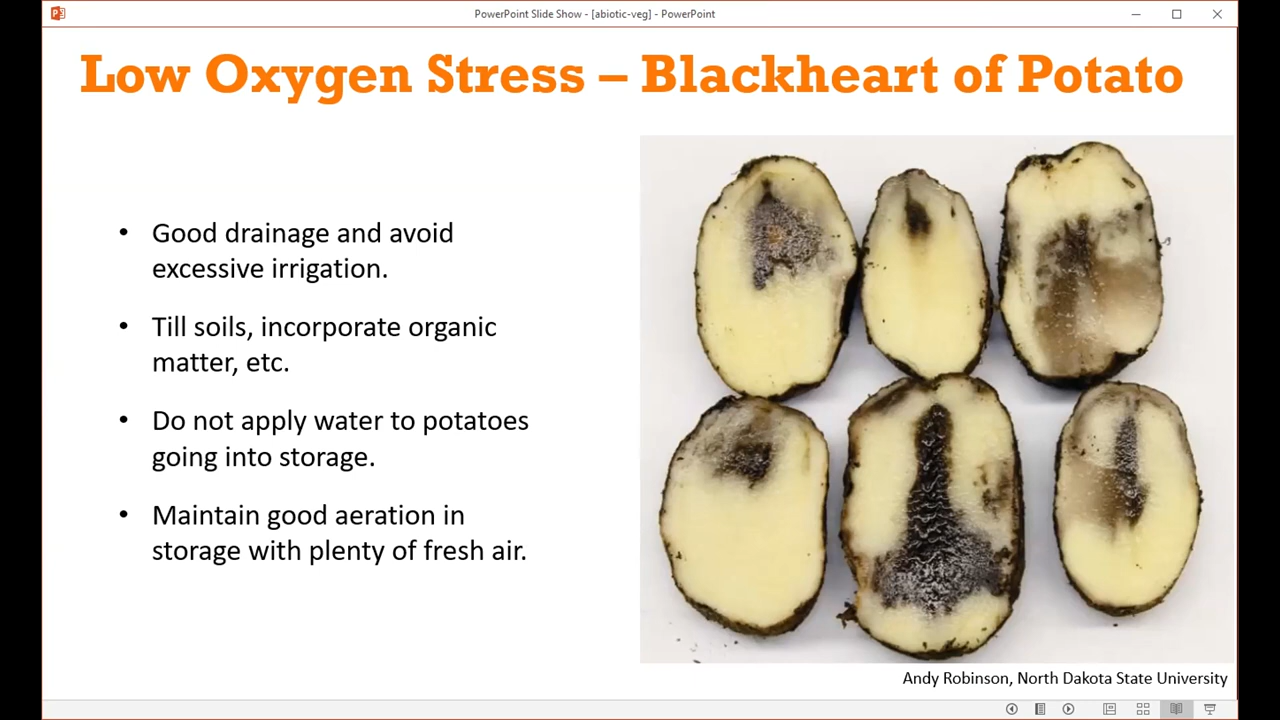 PowerPoint Slide Show - [abiotic-veg] - PowerPoint
Low Oxygen Stress – Blackheart of Potato
• Good drainage and avoid
excessive irrigation.
• Till soils, incorporate organic
matter, etc.
• Do not apply water to potatoes
going into storage.
• Maintain good aeration in
storage with plenty of fresh air.
Andy Robinson, North Dakota State University